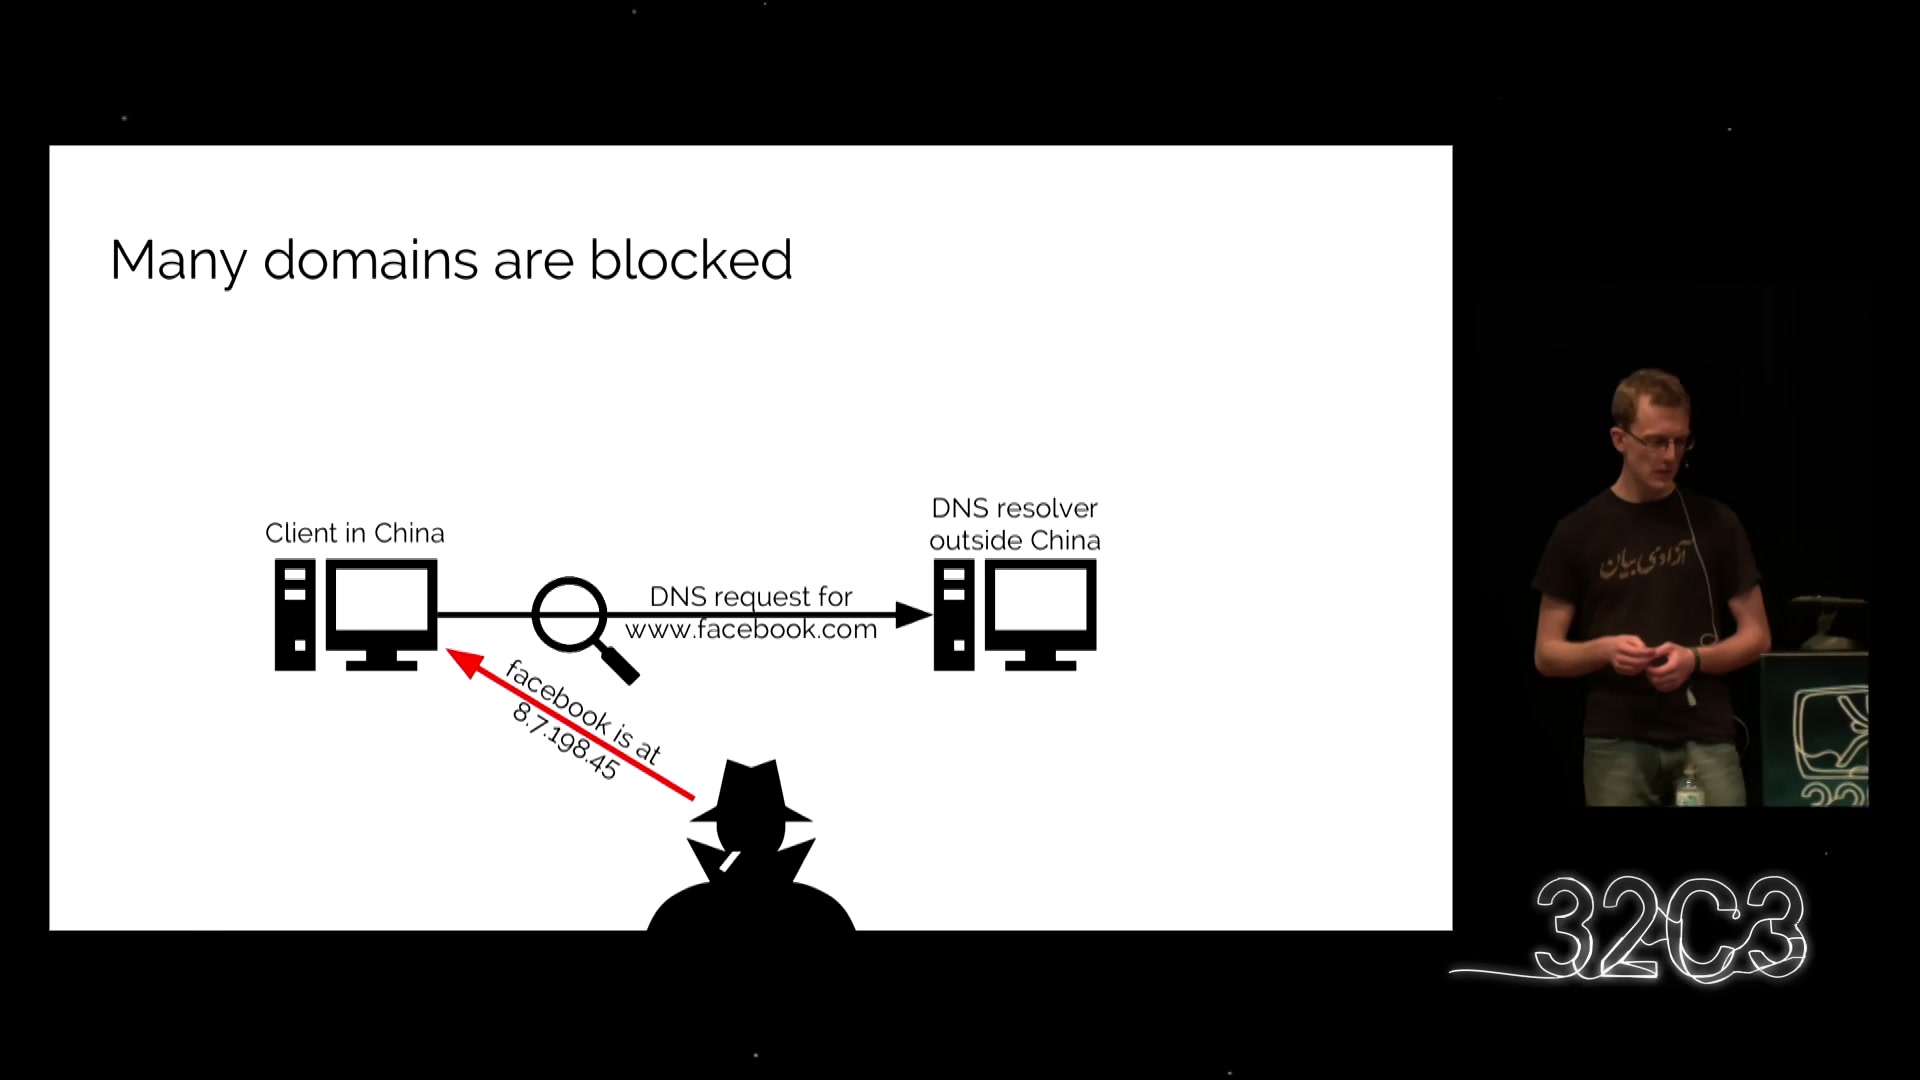 Many domains are blocked
Client in China
DNS resolver
outside China
DNS request for
www.facebook.com
facebook is at
8.7.198.45
آزادی بیان
32C3